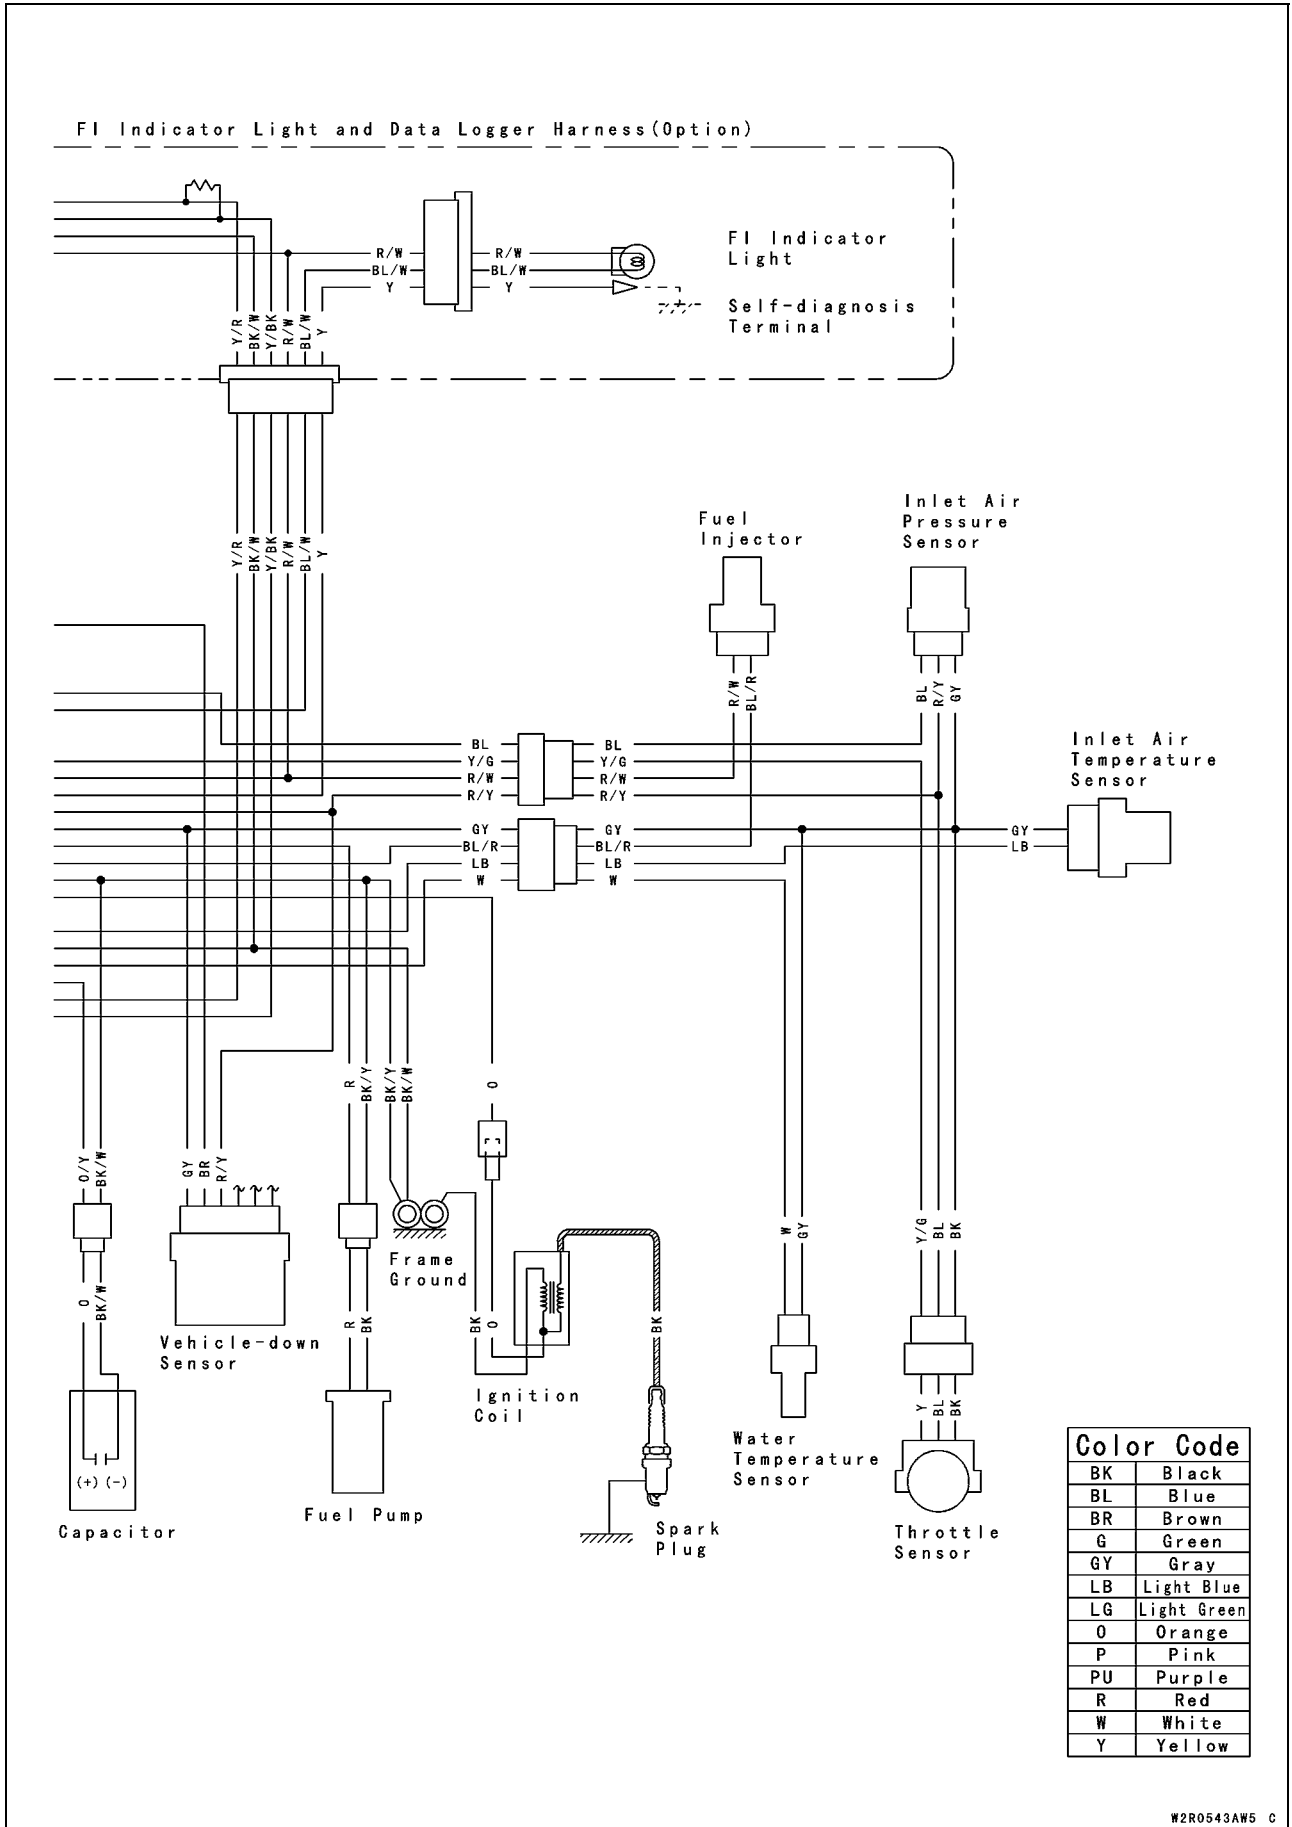 FI Indicator Light and Data Logger Harness(Option)
R/W
BL/W
Y
R/W
BL/W
Y
FI Indicator
Light
Self-diagnosis
Terminal
Y/R
BK/W
Y/BK
R/W
BL/W
Y
Y/R
BK/W
Y/BK
R/W
BL/W
Y
Fuel
Injector
Inlet Air
Pressure
Sensor
R/W
BL/R
BL
R/Y
GY
BL
Y/G
R/W
R/Y
BL
Y/G
R/W
R/Y
Inlet Air
Temperature
Sensor
GY
BL/R
LB
W
GY
BL/R
LB
W
GY
LB
R
BK/Y
BK/Y
BK/W
O
O/Y
BK/W
GY
BR
R/Y
W
GY
Y/G
BL
BK
Frame
Ground
O
BK/W
Vehicle-down
Sensor
R
BK
BK
O
BK
Ignition
Coil
Y
BL
BK
(+) (-)
Capacitor
Fuel Pump
Spark
Plug
Water
Temperature
Sensor
Throttle
Sensor
Color Code
BK Black
BL Blue
BR Brown
G Green
GY Gray
LB Light Blue
LG Light Green
O Orange
P Pink
PU Purple
R Red
W White
Y Yellow
W2R0543AW5 C